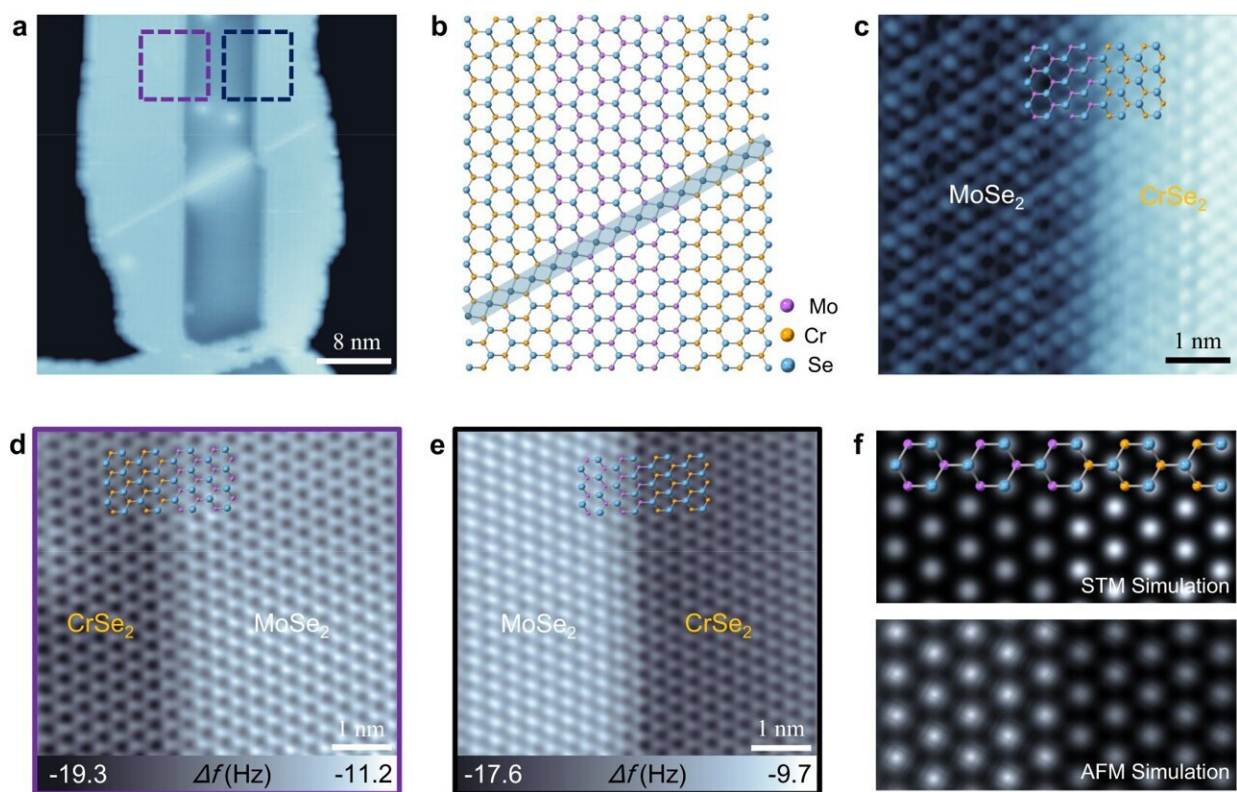 a
8 nm
b
Mo
Cr
Se
c
MoSe2
CrSe2
1 nm
d
CrSe2
MoSe2
1 nm
-19.3 Δf (Hz) -11.2
e
MoSe2
CrSe2
1 nm
-17.6 Δf (Hz) -9.7
f
STM Simulation
AFM Simulation